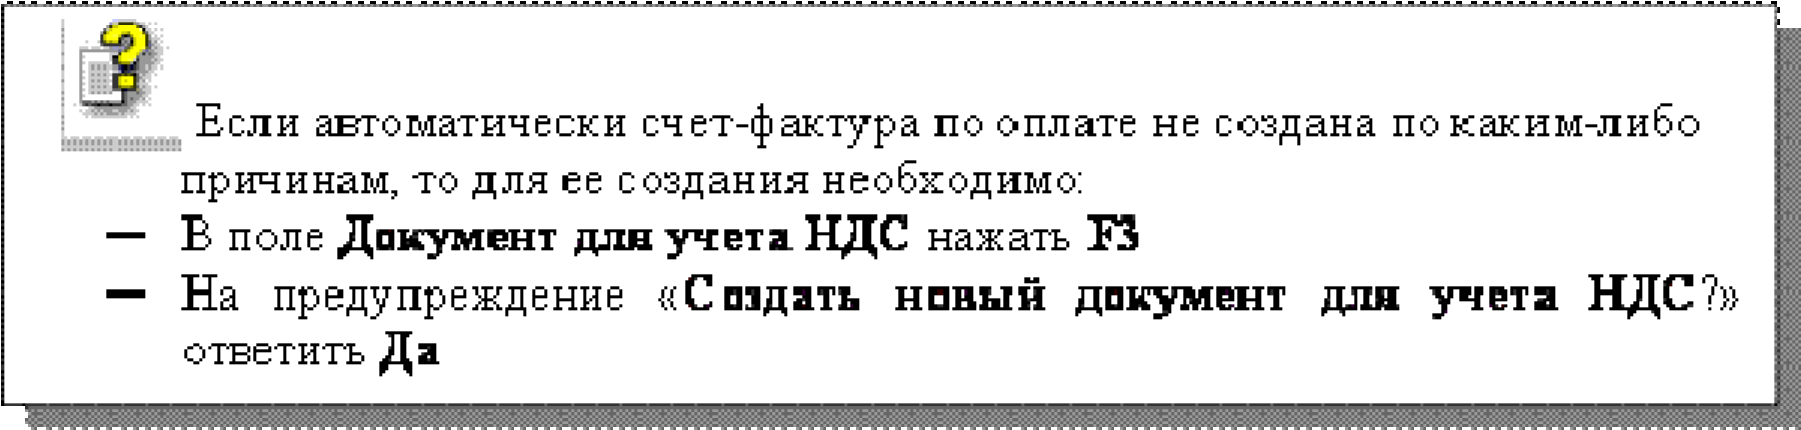 Если автоматически счет-фактура по оплате не создана по каким-либо
причинам, то для ее создания необходимо:
— В поле Документ для учета НДС нажать F3
— На предупреждение «Создать новый документ для учета НДС?»
ответить Да